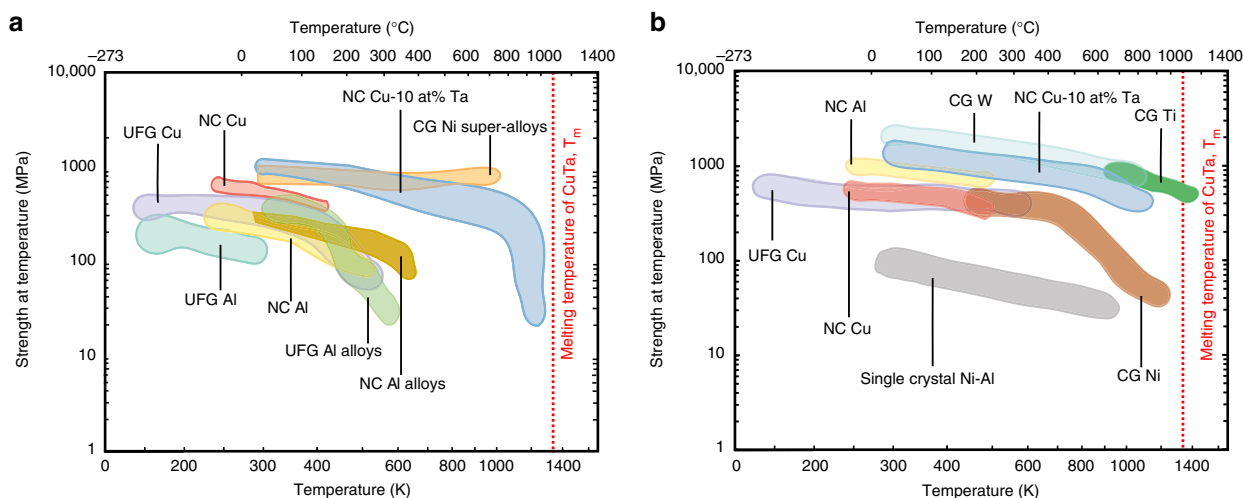 a
Temperature (°C)
–273 0 100 200 300 400 600 800 1000 1400
10,000
1000
100
10
1
Strength at temperature (MPa)
UFG Cu
NC Cu
NC Cu-10 at% Ta
CG Ni super-alloys
UFG Al
NC Al
UFG Al alloys
NC Al alloys
Melting temperature of CuTa, Tm
0 200 300 400 600 1000 1400
Temperature (K)
b
Temperature (°C)
–273 0 100 200 300 400 600 800 1000 1400
10,000
1000
100
10
1
Strength at temperature (MPa)
NC Al
CG W
NC Cu-10 at% Ta
CG Ti
UFG Cu
NC Cu
Single crystal Ni-Al
CG Ni
Melting temperature of CuTa, Tm
0 200 300 400 600 1000 1400
Temperature (K)